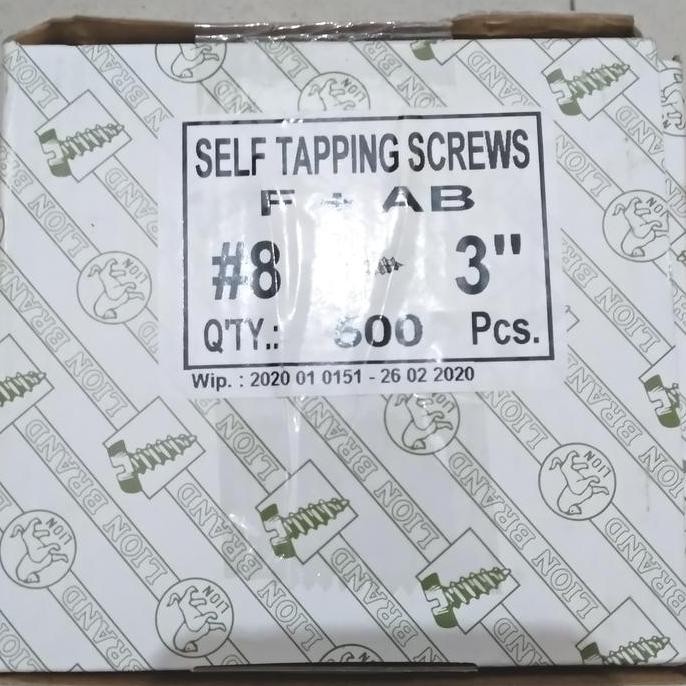 SELF TAPPING SCREWS
F + AB
#8 3"
Q'TY.: 500 Pcs.
Wip. : 2020 01 0151 - 26 02 2020
LION BRAND
LION